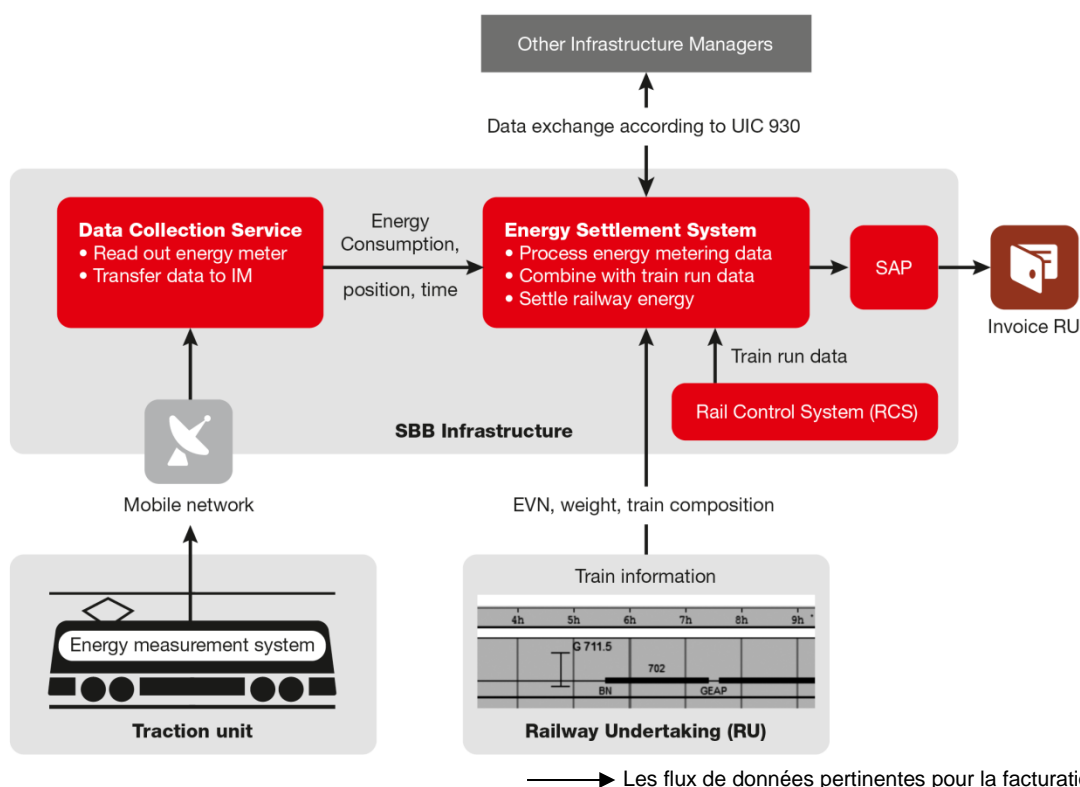 Other Infrastructure Managers
Data exchange according to UIC 930
Data Collection Service
• Read out energy meter
• Transfer data to IM
Energy
Consumption,
position, time
Energy Settlement System
• Process energy metering data
• Combine with train run data
• Settle railway energy
SAP
Invoice RU
Train run data
Rail Control System (RCS)
SBB Infrastructure
Mobile network
EVN, weight, train composition
Energy measurement system
Traction unit
Train information
4h 5h 6h 7h 8h 9h
G 711.5
702
BN GEAP
Railway Undertaking (RU)
Les flux de données pertinentes pour la facturati